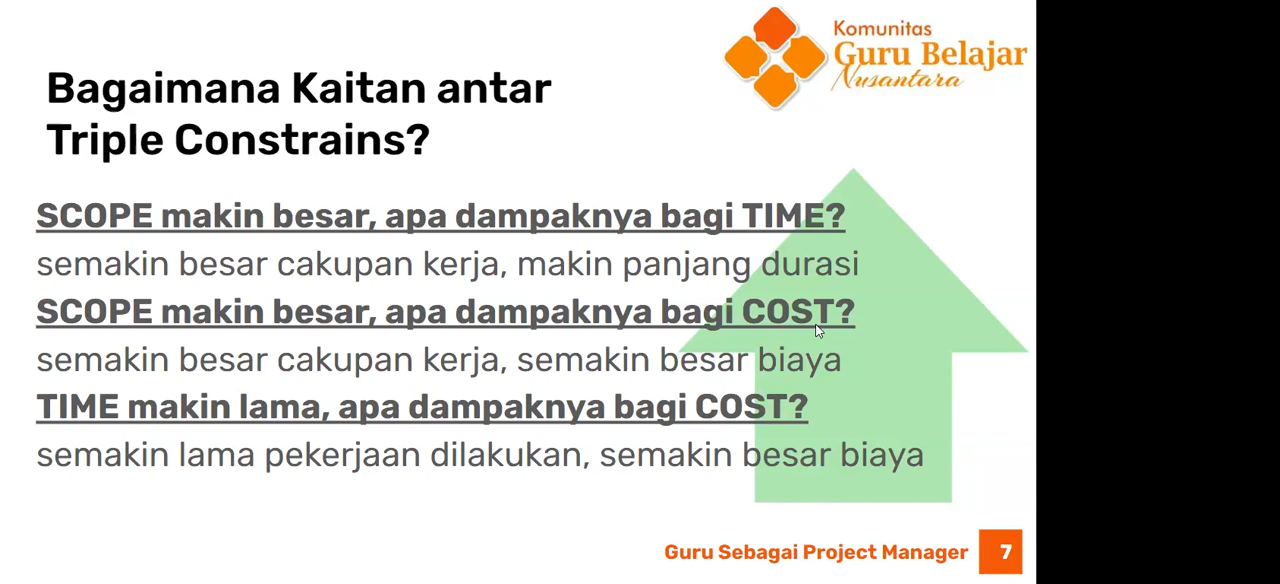 Komunitas
Guru Belajar
Nusantara
Bagaimana Kaitan antar
Triple Constrains?
SCOPE makin besar, apa dampaknya bagi TIME?
semakin besar cakupan kerja, makin panjang durasi
SCOPE makin besar, apa dampaknya bagi COST?
semakin besar cakupan kerja, semakin besar biaya
TIME makin lama, apa dampaknya bagi COST?
semakin lama pekerjaan dilakukan, semakin besar biaya
Guru Sebagai Project Manager
7